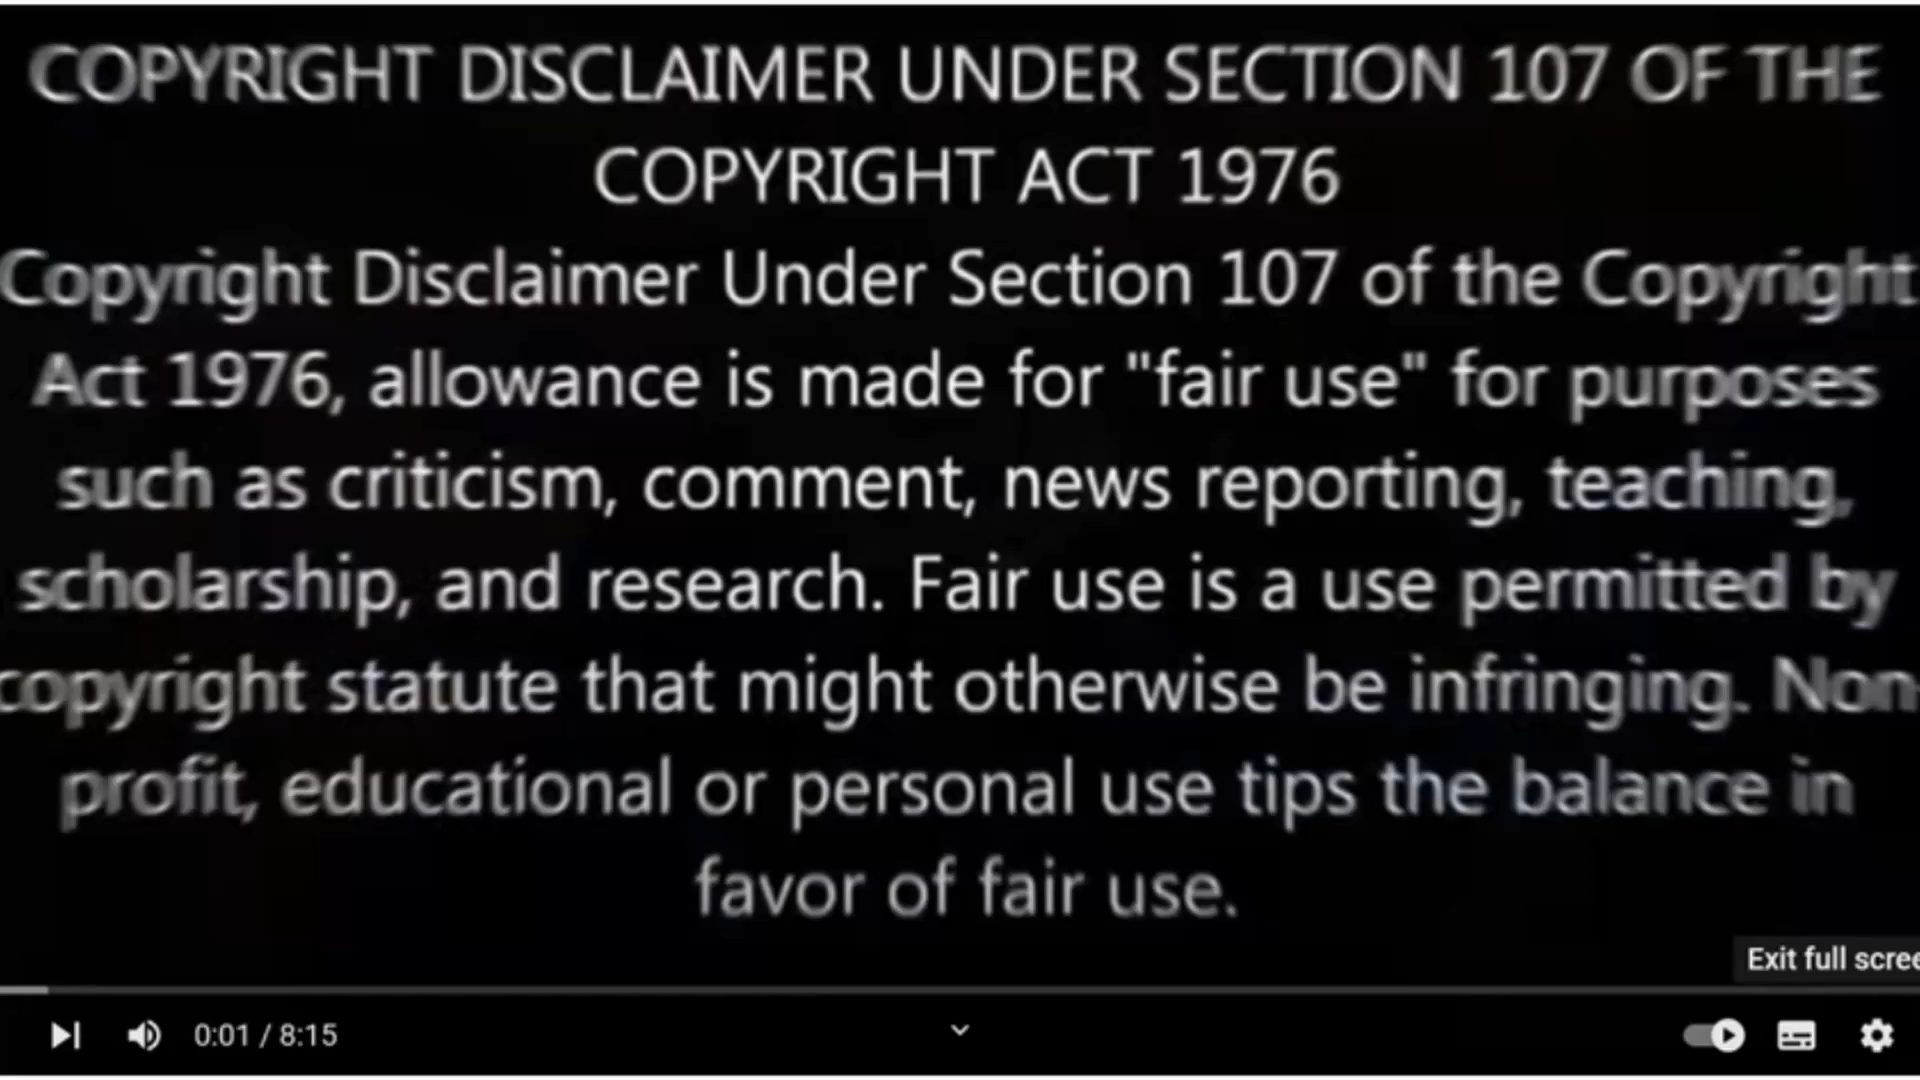 COPYRIGHT DISCLAIMER UNDER SECTION 107 OF THE
COPYRIGHT ACT 1976
Copyright Disclaimer Under Section 107 of the Copyright
Act 1976, allowance is made for "fair use" for purposes
such as criticism, comment, news reporting, teaching,
scholarship, and research. Fair use is a use permitted by
copyright statute that might otherwise be infringing. Non-
profit, educational or personal use tips the balance in
favor of fair use.
Exit full scree
0:01 / 8:15